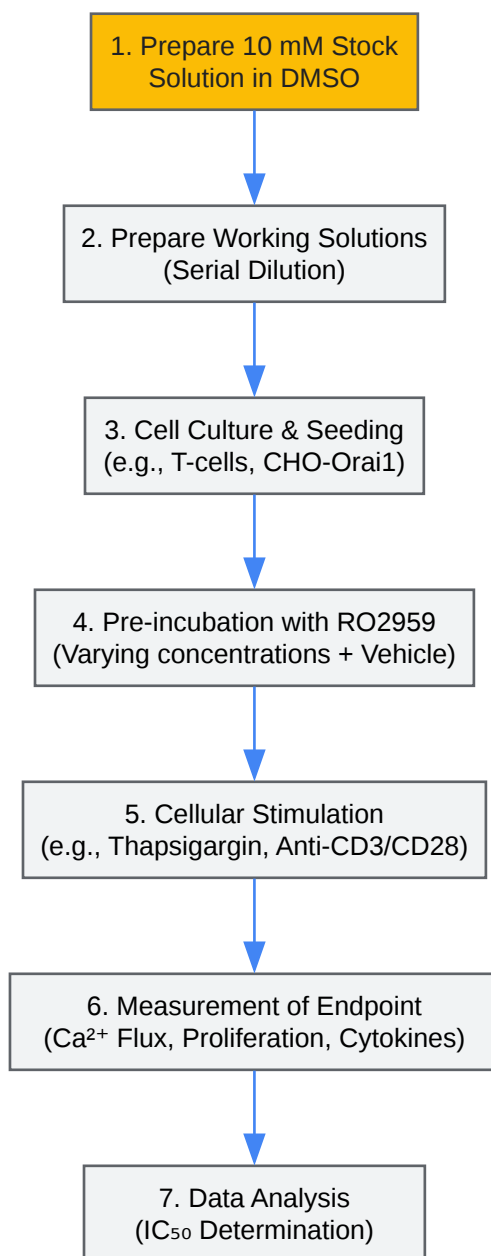 1. Prepare 10 mM Stock
Solution in DMSO
2. Prepare Working Solutions
(Serial Dilution)
3. Cell Culture & Seeding
(e.g., T-cells, CHO-Orai1)
4. Pre-incubation with RO2959
(Varying concentrations + Vehicle)
5. Cellular Stimulation
(e.g., Thapsigargin, Anti-CD3/CD28)
6. Measurement of Endpoint
(Ca²⁺ Flux, Proliferation, Cytokines)
7. Data Analysis
(IC₅₀ Determination)